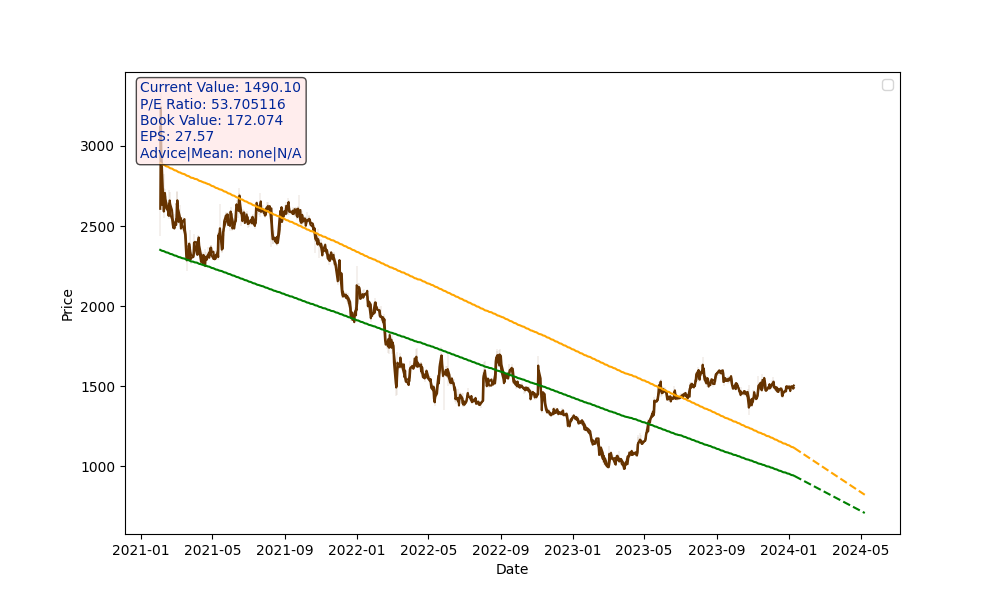 Current Value: 1490.10
P/E Ratio: 53.705116
Book Value: 172.074
EPS: 27.57
Advice|Mean: none|N/A
3000
2500
2000
1500
1000
Price
2021-01 2021-05 2021-09 2022-01 2022-05 2022-09 2023-01 2023-05 2023-09 2024-01 2024-05
Date